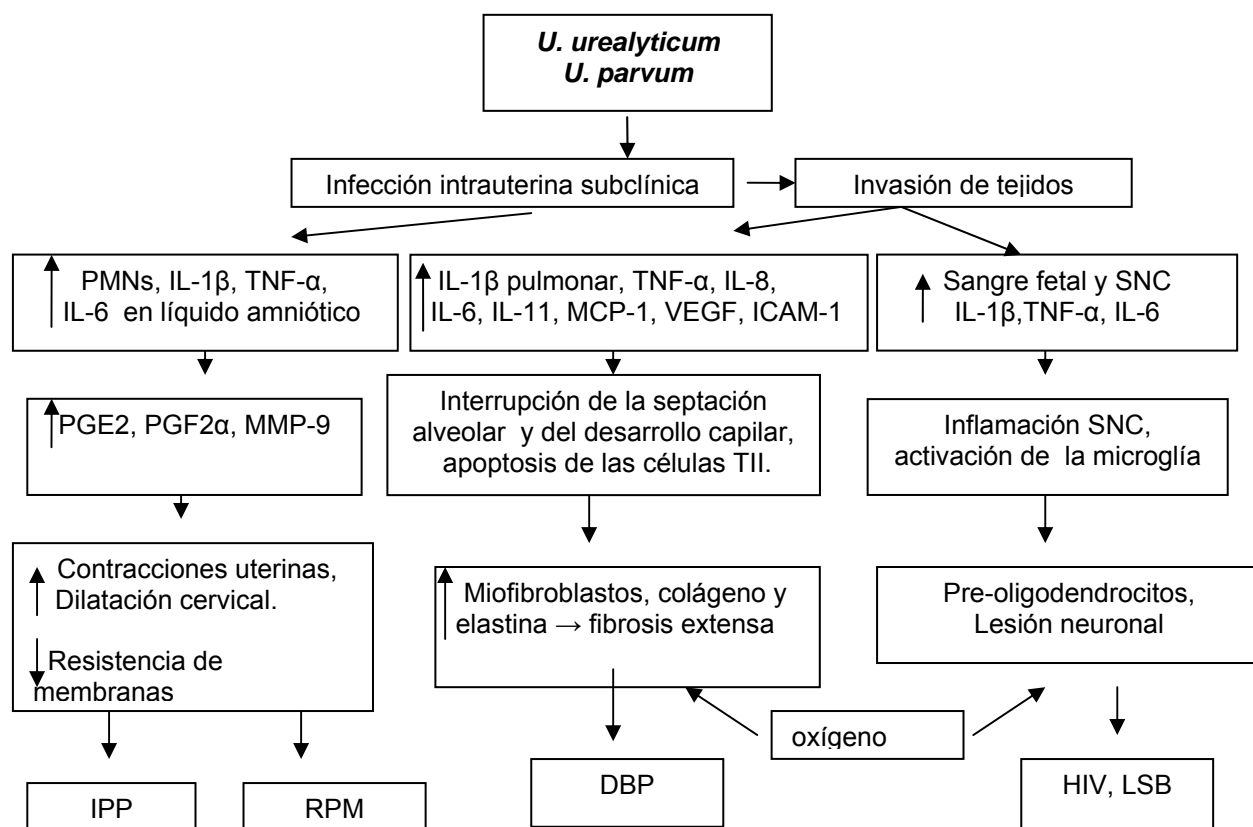 U. urealyticum
U. parvum
Infección intrauterina subclínica
Invasión de tejidos
PMNs, IL-1β, TNF-α,
IL-6 en líquido amniótico
IL-1β pulmonar, TNF-α, IL-8,
IL-6, IL-11, MCP-1, VEGF, ICAM-1
Sangre fetal y SNC
IL-1β,TNF-α, IL-6
PGE2, PGF2α, MMP-9
Interrupción de la septación
alveolar y del desarrollo capilar,
apoptosis de las células TII.
Inflamación SNC,
activación de la microglía
Contracciones uterinas,
Dilatación cervical.
Resistencia de
membranas
Miofibroblastos, colágeno y
elastina → fibrosis extensa
Pre-oligodendrocitos,
Lesión neuronal
oxígeno
IPP
RPM
DBP
HIV, LSB